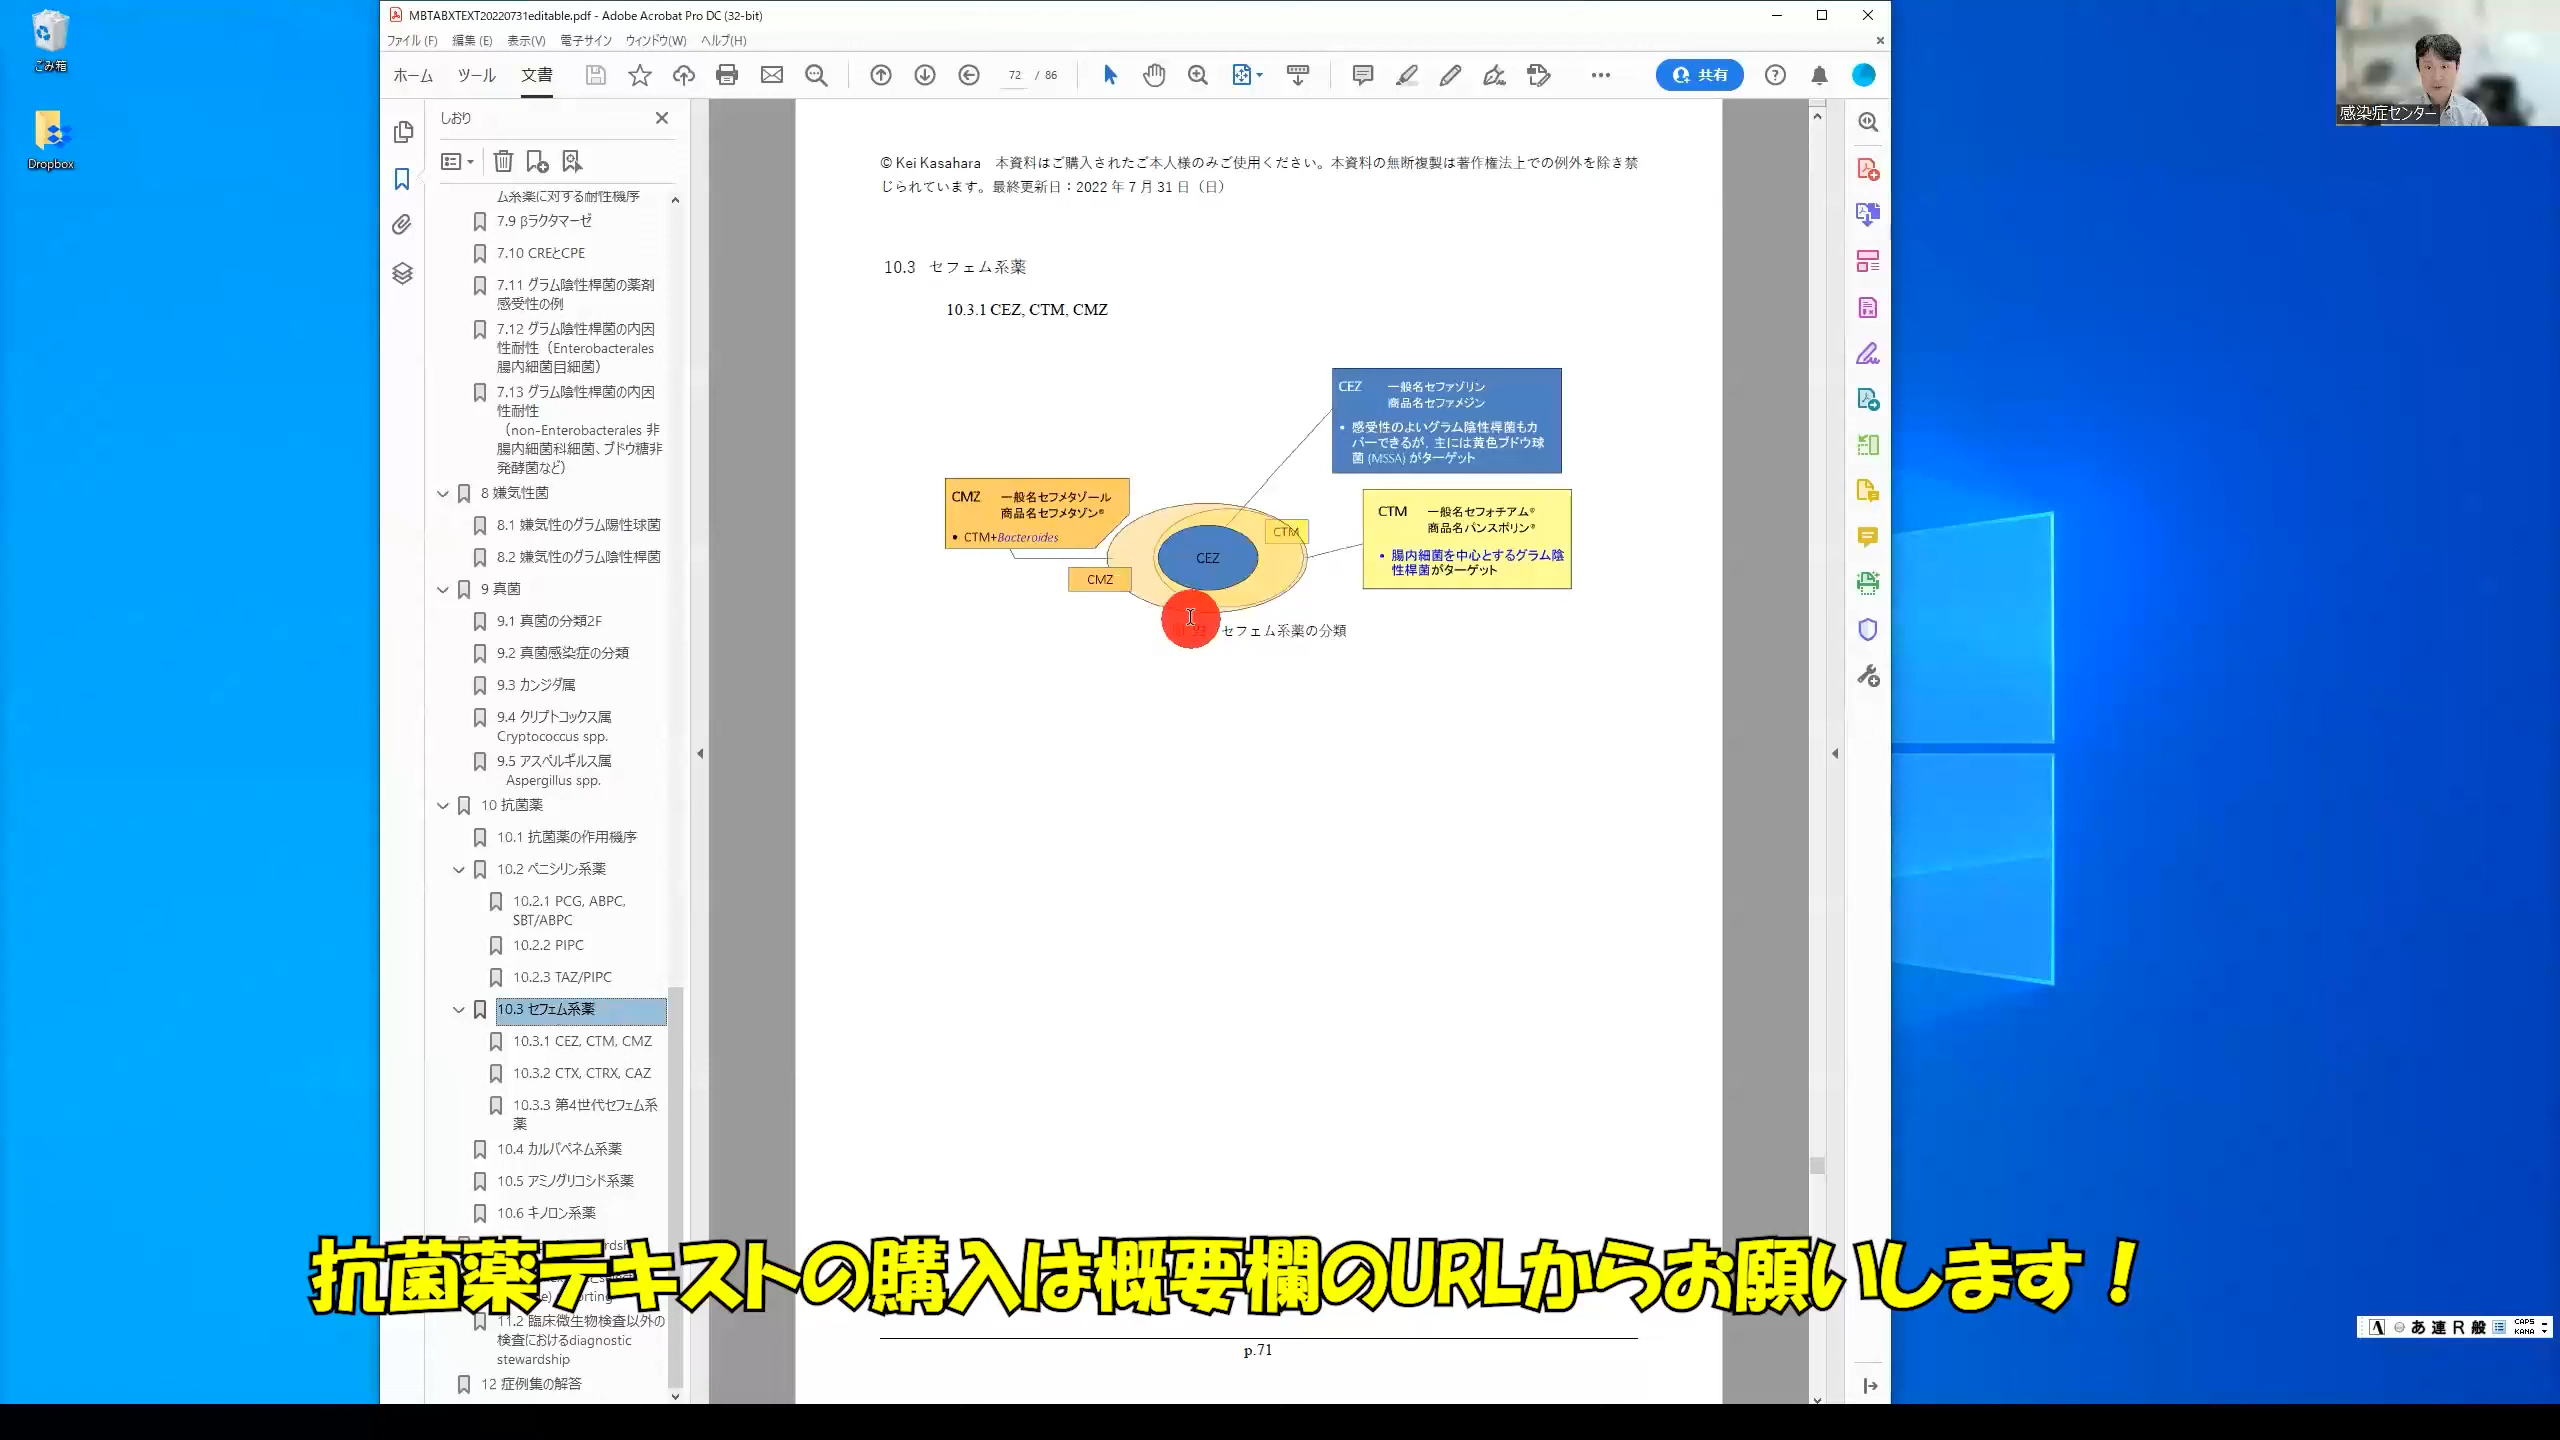 MBTABXTEXT20220731editable.pdf - Adobe Acrobat Pro DC (32-bit)
ファイル (F) 編集 (E) 表示(V) 電子サイン ウィンドウ(W) ヘルプ(H)
ホーム ツール 文書
72 / 86
共有
ごみ箱
Dropbox
感染症センター
しおり
ム系薬に対する耐性機序
7.9 βラクタマーゼ
7.10 CREとCPE
7.11 グラム陰性桿菌の薬剤
感受性の例
7.12 グラム陰性桿菌の内因
性耐性（Enterobacterales
腸内細菌目細菌）
7.13 グラム陰性桿菌の内因
性耐性
（non-Enterobacterales 非
腸内細菌科細菌、ブドウ糖非
発酵菌など）
8 嫌気性菌
8.1 嫌気性のグラム陽性球菌
8.2 嫌気性のグラム陰性桿菌
9 真菌
9.1 真菌の分類2F
9.2 真菌感染症の分類
9.3 カンジダ属
9.4 クリプトコックス属
Cryptococcus spp.
9.5 アスペルギルス属
Aspergillus spp.
10 抗菌薬
10.1 抗菌薬の作用機序
10.2 ペニシリン系薬
10.2.1 PCG, ABPC,
SBT/ABPC
10.2.2 PIPC
10.2.3 TAZ/PIPC
10.3 セフェム系薬
10.3.1 CEZ, CTM, CMZ
10.3.2 CTX, CTRX, CAZ
10.3.3 第4世代セフェム系
薬
10.4 カルバペネム系薬
10.5 アミノグリコシド系薬
10.6 キノロン系薬
11.2 臨床微生物検査以外の
検査におけるdiagnostic
stewardship
12 症例集の解答
© Kei Kasahara 本資料はご購入されたご本人様のみご使用ください。本資料の無断複製は著作権法上での例外を除き禁
じられています。最終更新日：2022 年 7 月 31 日（日）
10.3 セフェム系薬
10.3.1 CEZ, CTM, CMZ
CEZ 一般名セファゾリン
商品名セファメジン
• 感受性のよいグラム陰性桿菌もカ
バーできるが，主には黄色ブドウ球
菌 (MSSA) がターゲット
CMZ 一般名セフメタゾール
商品名セフメタゾン®
• CTM+Bacteroides
CTM 一般名セフォチアム®
商品名パンスポリン®
• 腸内細菌を中心とするグラム陰
性桿菌がターゲット
CTM
CEZ
CMZ
セフェム系薬の分類
抗菌薬テキストの購入は概要欄のURLからお願いします！
p.71
A あ 連 R 般 CAPS
KANA